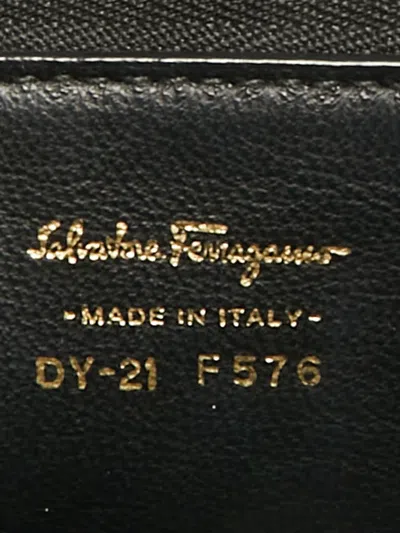 Salvatore Ferragamo
-MADE IN ITALY-
DY-21 F576